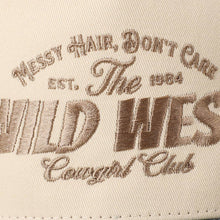 MESSY HAIR, DON'T CARE
EST. The 1984
WILD WEST
Cowgirl Club